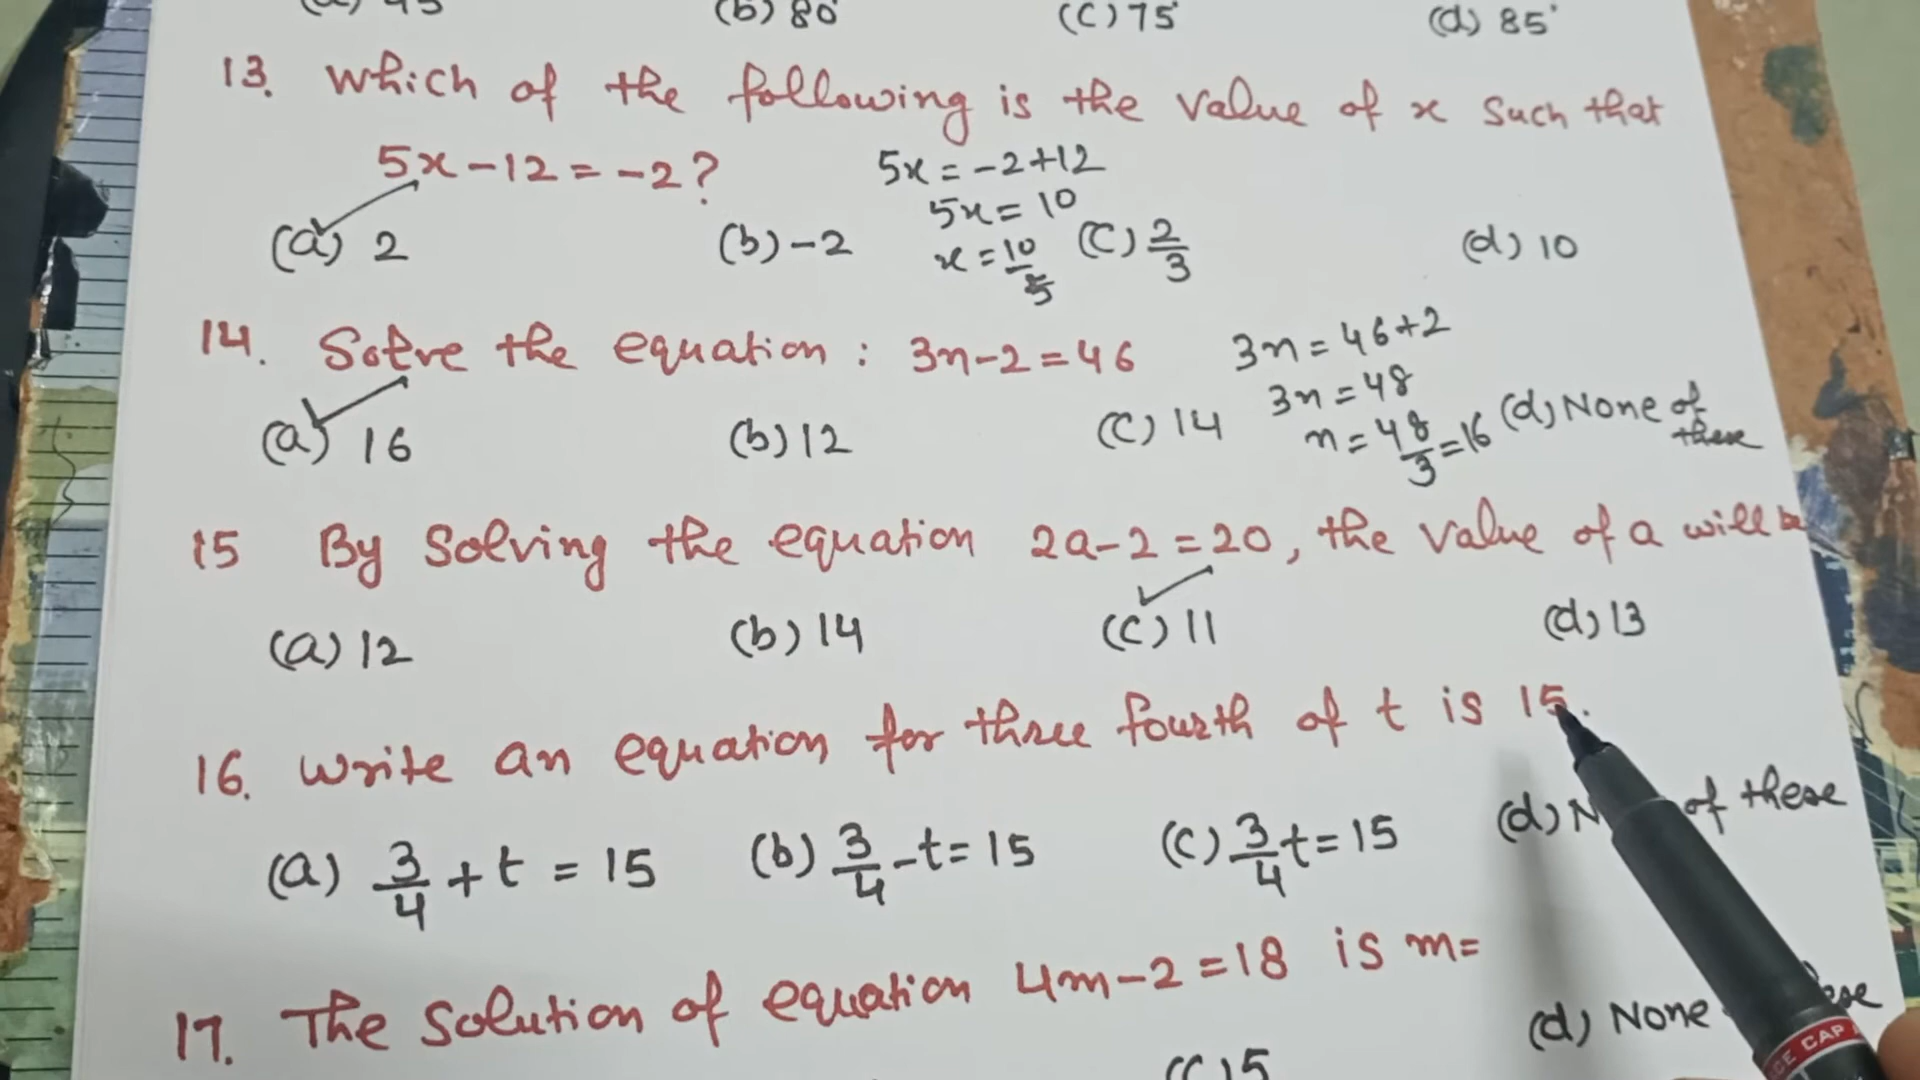 (b) 80° (c) 75° (d) 85°
13. Which of the following is the value of x such that
5x - 12 = -2?
5x = -2+12
5x = 10
x = 10/5
(a) 2 (b) -2 (c) 2/3 (d) 10
14. Solve the equation : 3n-2=46
3n = 46+2
3n = 48
n = 48/3 = 16
(a) 16 (b) 12 (c) 14 (d) None of these
15 By solving the equation 2a-2=20, the value of a will be
(a) 12 (b) 14 (c) 11 (d) 13
16. Write an equation for three fourth of t is 15.
(a) 3/4 + t = 15 (b) 3/4 - t = 15 (c) 3/4 t = 15 (d) of these
17. The solution of equation 4m-2=18 is m=
(c) 5 (d) None